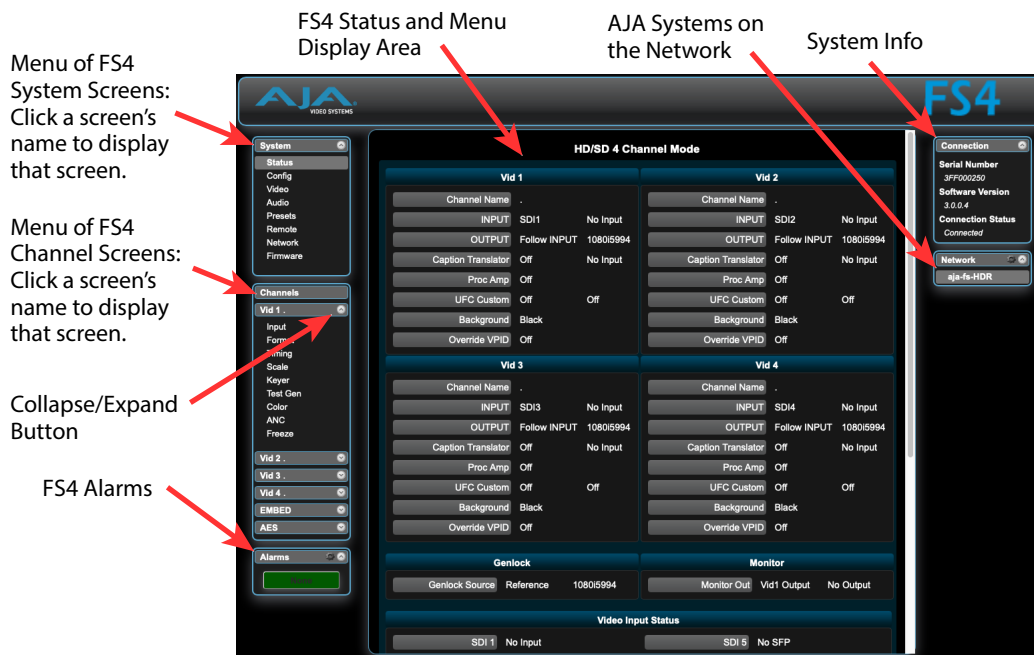 FS4 Status and Menu
Display Area
AJA Systems on
the Network
System Info
Menu of FS4
System Screens:
Click a screen's
name to display
that screen.
Menu of FS4
Channel Screens:
Click a screen's
name to display
that screen.
Collapse/Expand
Button
FS4 Alarms
AJA
VIDEO SYSTEMS
FS4
System
Status
Config
Video
Audio
Presets
Remote
Network
Firmware
Channels
Vid 1 .
Input
Format
Timing
Scale
Keyer
Test Gen
Color
ANC
Freeze
Vid 2 .
Vid 3 .
Vid 4 .
EMBED
AES
Alarms
None
HD/SD 4 Channel Mode
Vid 1
Channel Name .
INPUT SDI1 No Input
OUTPUT Follow INPUT 1080i5994
Caption Translator Off No Input
Proc Amp Off
UFC Custom Off Off
Background Black
Override VPID Off
Vid 2
Channel Name .
INPUT SDI2 No Input
OUTPUT Follow INPUT 1080i5994
Caption Translator Off No Input
Proc Amp Off
UFC Custom Off Off
Background Black
Override VPID Off
Vid 3
Channel Name .
INPUT SDI3 No Input
OUTPUT Follow INPUT 1080i5994
Caption Translator Off No Input
Proc Amp Off
UFC Custom Off Off
Background Black
Override VPID Off
Vid 4
Channel Name .
INPUT SDI4 No Input
OUTPUT Follow INPUT 1080i5994
Caption Translator Off No Input
Proc Amp Off
UFC Custom Off Off
Background Black
Override VPID Off
Genlock
Genlock Source Reference 1080i5994
Monitor
Monitor Out Vid1 Output No Output
Video Input Status
SDI 1 No Input
SDI 5 No SFP
Connection
Serial Number
3FF000250
Software Version
3.0.0.4
Connection Status
Connected
Network
aja-fs-HDR